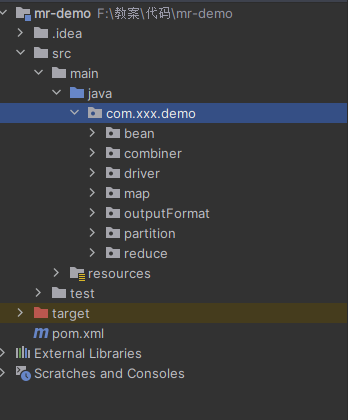 mr-demo F:\教案\代码\mr-demo
.idea
src
main
java
com.xxx.demo
bean
combiner
driver
map
outputFormat
partition
reduce
resources
test
target
m pom.xml
External Libraries
Scratches and Consoles